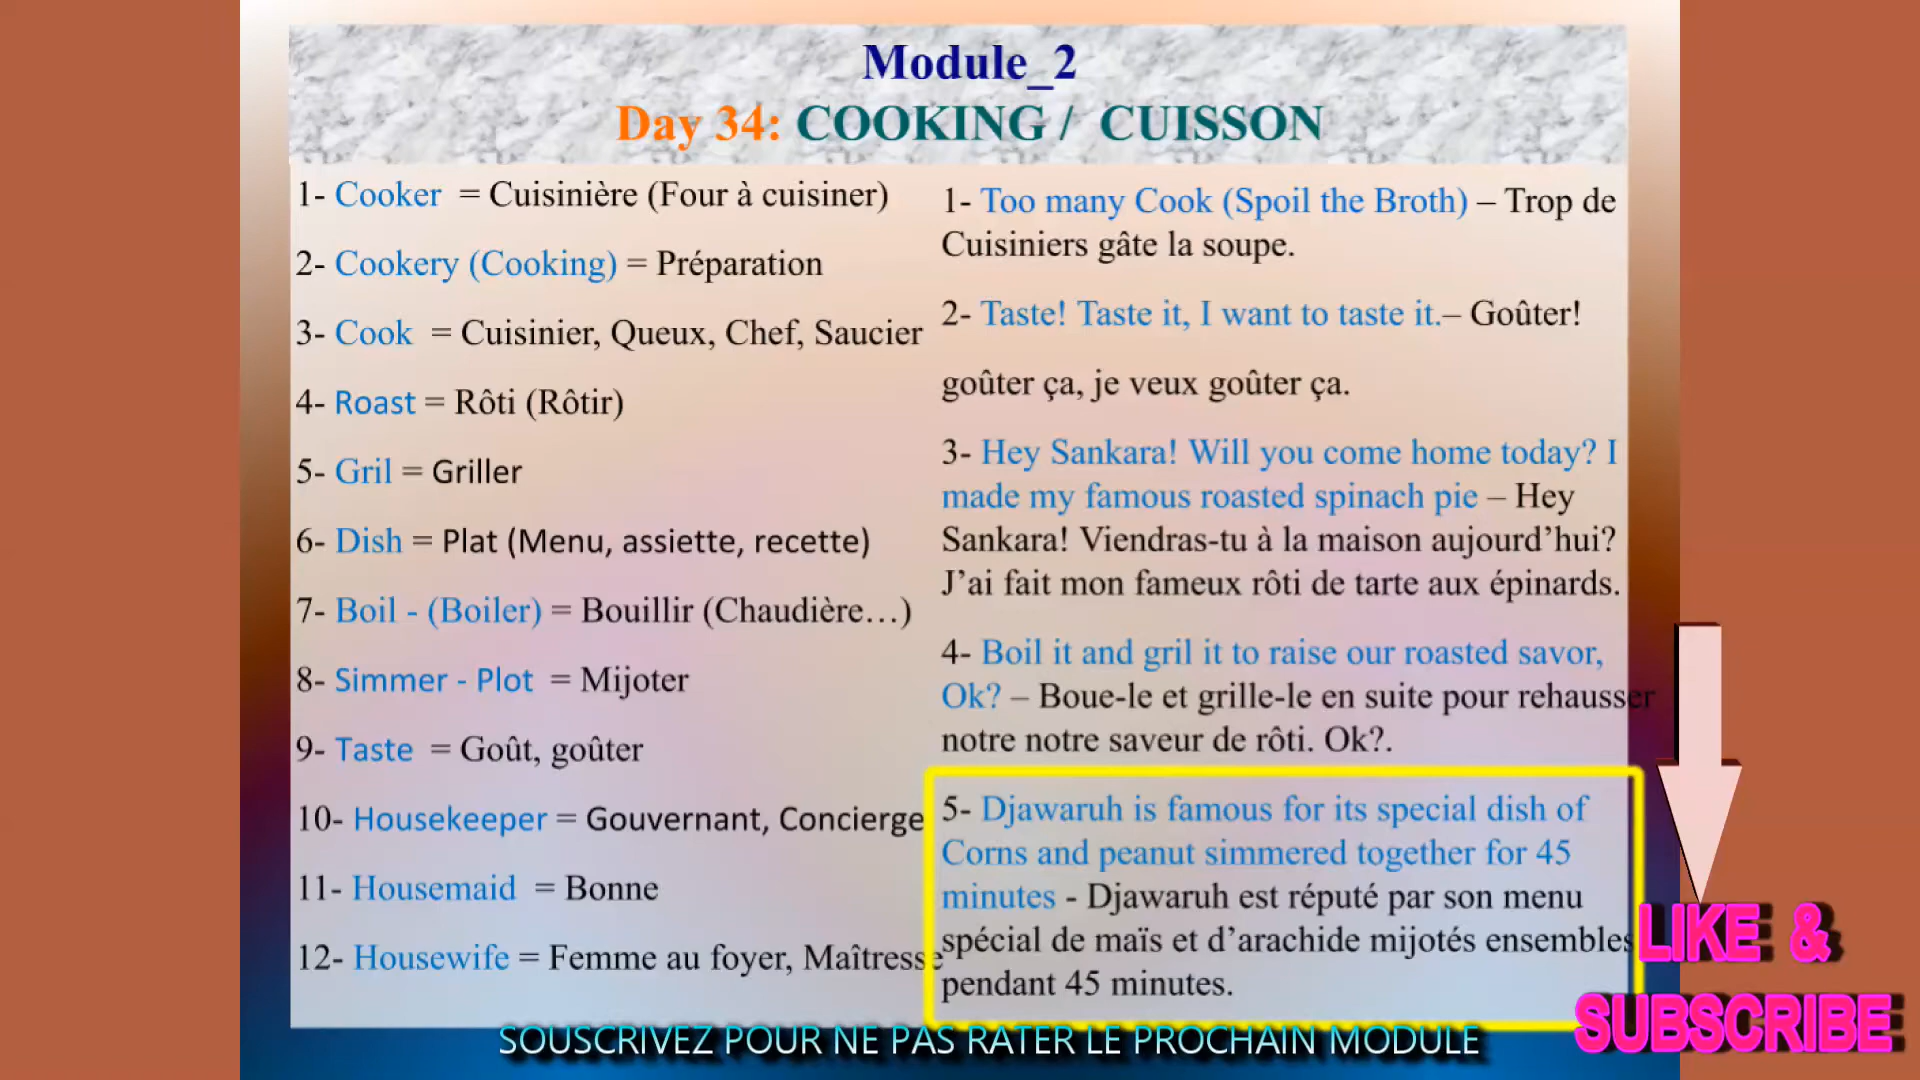 Module_2
Day 34: COOKING / CUISSON
1- Cooker = Cuisinière (Four à cuisiner)
2- Cookery (Cooking) = Préparation
3- Cook = Cuisinier, Queux, Chef, Saucier
4- Roast = Rôti (Rôtir)
5- Gril = Griller
6- Dish = Plat (Menu, assiette, recette)
7- Boil - (Boiler) = Bouillir (Chaudière…)
8- Simmer - Plot = Mijoter
9- Taste = Goût, goûter
10- Housekeeper = Gouvernant, Concierge
11- Housemaid = Bonne
12- Housewife = Femme au foyer, Maîtresse
1- Too many Cook (Spoil the Broth) – Trop de
Cuisiniers gâte la soupe.
2- Taste! Taste it, I want to taste it.– Goûter!
goûter ça, je veux goûter ça.
3- Hey Sankara! Will you come home today? I
made my famous roasted spinach pie – Hey
Sankara! Viendras-tu à la maison aujourd’hui?
J’ai fait mon fameux rôti de tarte aux épinards.
4- Boil it and gril it to raise our roasted savor,
Ok? – Boue-le et grille-le en suite pour rehausser
notre notre saveur de rôti. Ok?.
5- Djawaruh is famous for its special dish of
Corns and peanut simmered together for 45
minutes - Djawaruh est réputé par son menu
spécial de maïs et d’arachide mijotés ensembles
pendant 45 minutes.
LIKE &
SUBSCRIBE
SOUSCRIVEZ POUR NE PAS RATER LE PROCHAIN MODULE